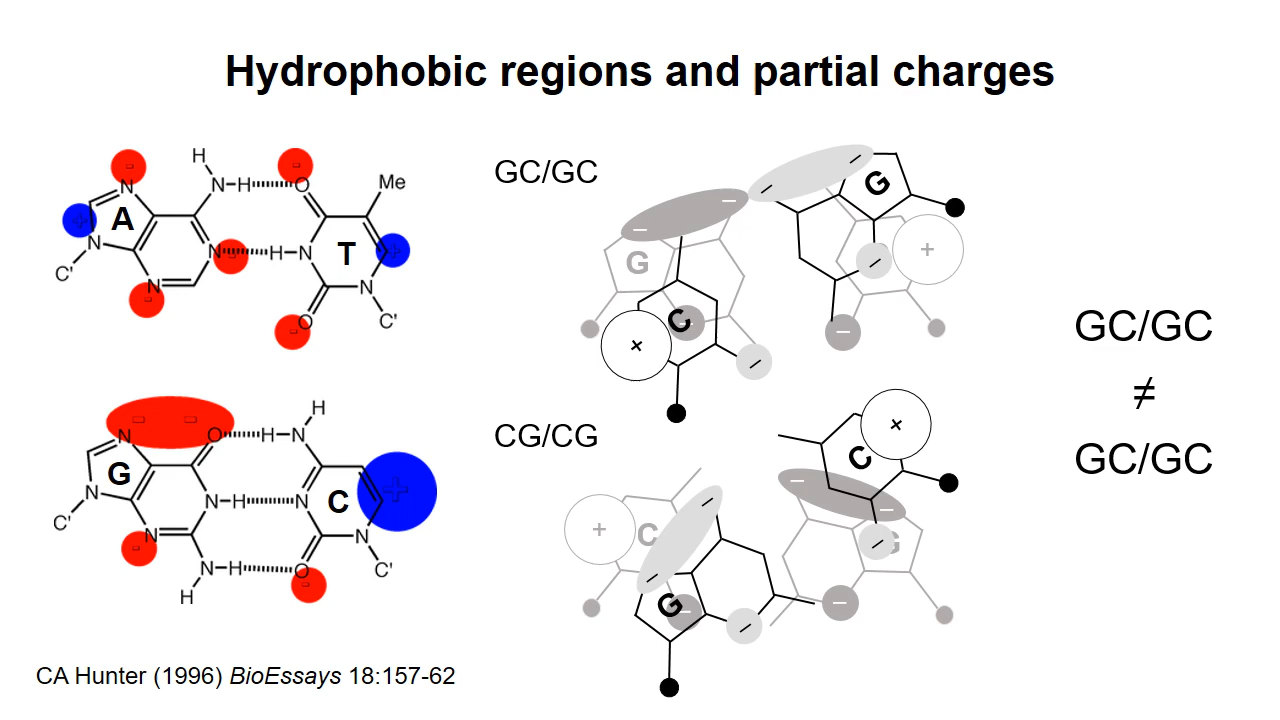 Hydrophobic regions and partial charges
H
N
H
O
Me
A
N
+
N
N
N
H
N
T
+
C'
N
O
N
C'
GC/GC
G
C
+
G
+
GC/GC
≠
GC/GC
H
N
O
H
N
G
N
N
H
N
C
+
C'
N
N
H
O
N
C'
H
CG/CG
C
+
C
+
G
G
CA Hunter (1996) BioEssays 18:157-62